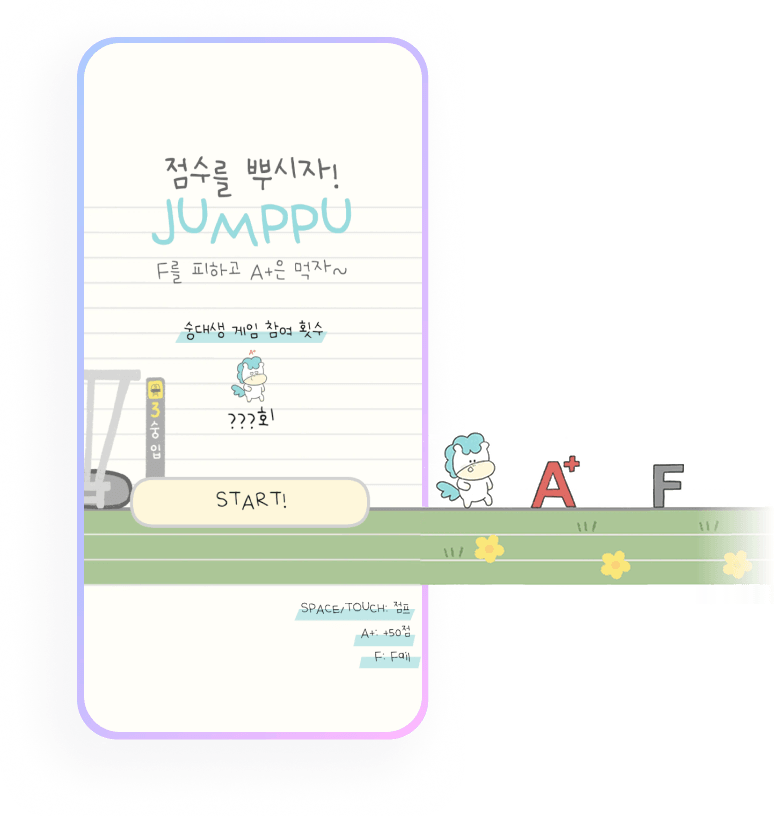 점수를 뿌시자!
JUMPPU
F를 피하고 A+은 먹자~
숭대생 게임 참여 횟수
A+
???회
3
숭
입
START!
A+
F
SPACE/TOUCH: 점프
A+: +50점
F: Fail